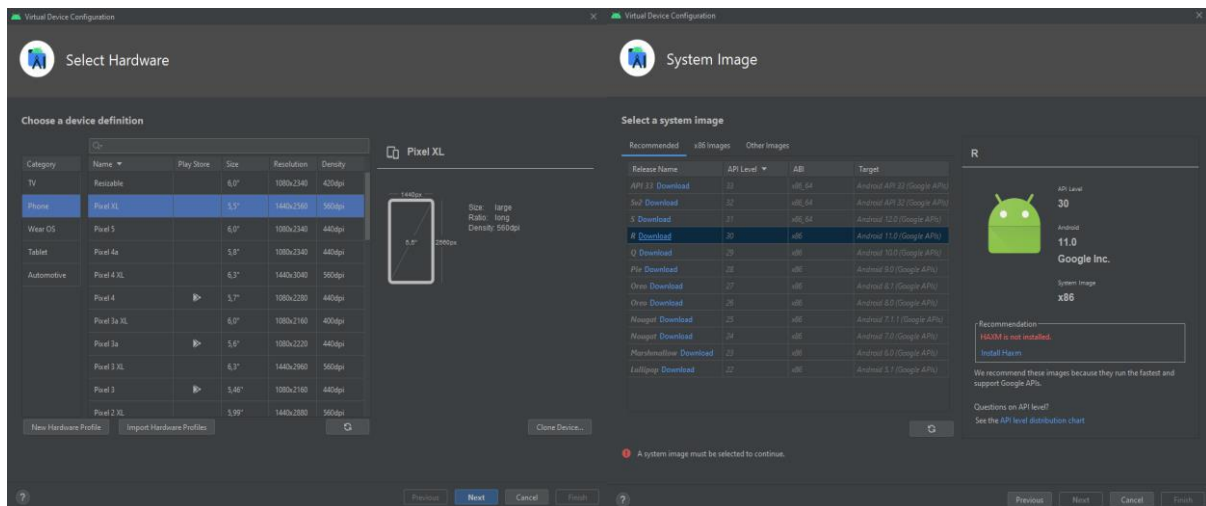 Virtual Device Configuration
Select Hardware
Choose a device definition
Category Name Play Store Size Resolution Density
TV Resizable 6,0" 1080x2340 420dpi
Phone Pixel XL 5,5" 1440x2560 560dpi
Wear OS Pixel 5 6,0" 1080x2340 440dpi
Tablet Pixel 4a 5,8" 1080x2340 440dpi
Automotive Pixel 4 XL 6,3" 1440x3040 560dpi
Pixel 4 5,7" 1080x2280 440dpi
Pixel 3a XL 6,0" 1080x2160 400dpi
Pixel 3a 5,6" 1080x2220 440dpi
Pixel 3 XL 6,3" 1440x2960 560dpi
Pixel 3 5,46" 1080x2160 440dpi
Pixel 2 XL 5,99" 1440x2880 560dpi
New Hardware Profile Import Hardware Profiles
Pixel XL
1440px
5,5" 2560px
Size: large
Ratio: long
Density: 560dpi
Clone Device...
? Previous Next Cancel Finish
Virtual Device Configuration
System Image
Select a system image
Recommended x86 Images Other Images
Release Name API Level ABI Target
API 33 Download 33 x86_64 Android API 33 (Google APIs)
Sv2 Download 32 x86_64 Android API 32 (Google APIs)
S Download 31 x86_64 Android 12.0 (Google APIs)
R Download 30 x86 Android 11.0 (Google APIs)
Q Download 29 x86 Android 10.0 (Google APIs)
Pie Download 28 x86 Android 9.0 (Google APIs)
Oreo Download 27 x86 Android 8.1 (Google APIs)
Oreo Download 26 x86 Android 8.0 (Google APIs)
Nougat Download 25 x86 Android 7.1.1 (Google APIs)
Nougat Download 24 x86 Android 7.0 (Google APIs)
Marshmallow Download 23 x86 Android 6.0 (Google APIs)
Lollipop Download 22 x86 Android 5.1 (Google APIs)
R
API Level
30
Android
11.0
Google Inc.
System Image
x86
Recommendation
HAXM is not installed.
Install Haxm
We recommend these images because they run the fastest and
support Google APIs.
Questions on API level?
See the API level distribution chart
A system image must be selected to continue.
? Previous Next Cancel Finish